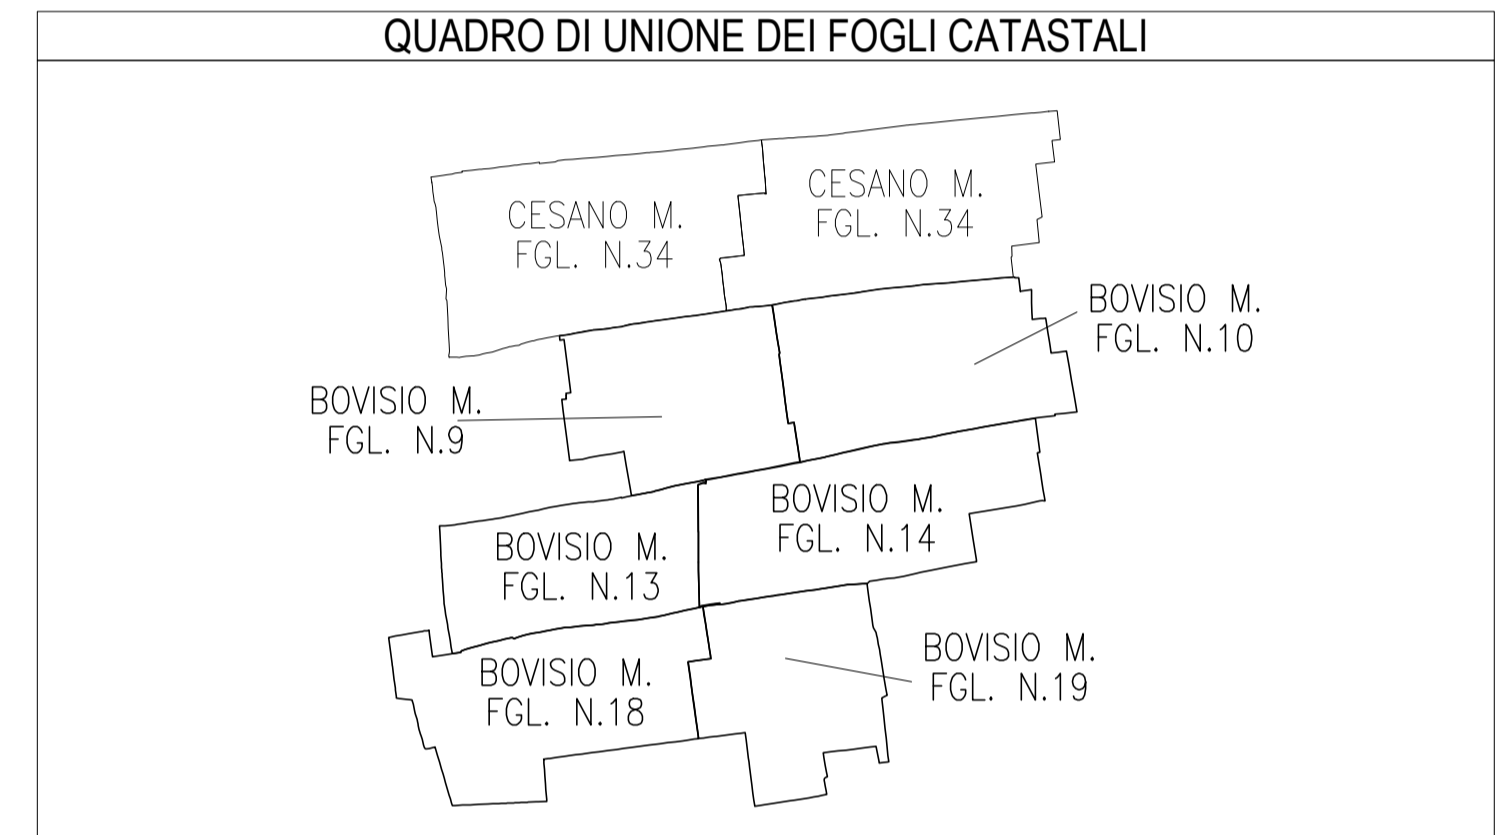 QUADRO DI UNIONE DEI FOGLI CATASTALI
CESANO M.
FGL. N.34
CESANO M.
FGL. N.34
BOVISIO M.
FGL. N.10
BOVISIO M.
FGL. N.9
BOVISIO M.
FGL. N.14
BOVISIO M.
FGL. N.13
BOVISIO M.
FGL. N.18
BOVISIO M.
FGL. N.19